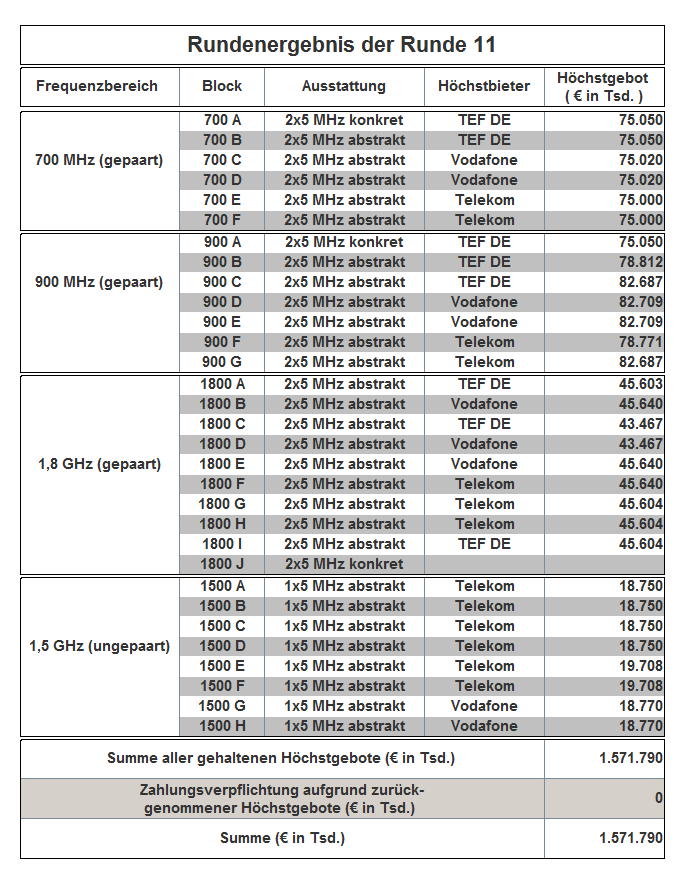 Rundenergebnis der Runde 11
Frequenzbereich Block Ausstattung Höchstbieter Höchstgebot
( € in Tsd. )
700 A 2x5 MHz konkret TEF DE 75.050
700 B 2x5 MHz abstrakt TEF DE 75.050
700 MHz (gepaart) 700 C 2x5 MHz abstrakt Vodafone 75.020
700 D 2x5 MHz abstrakt Vodafone 75.020
700 E 2x5 MHz abstrakt Telekom 75.000
700 F 2x5 MHz abstrakt Telekom 75.000
900 A 2x5 MHz konkret TEF DE 75.050
900 B 2x5 MHz abstrakt TEF DE 78.812
900 MHz (gepaart) 900 C 2x5 MHz abstrakt TEF DE 82.687
900 D 2x5 MHz abstrakt Vodafone 82.709
900 E 2x5 MHz abstrakt Vodafone 82.709
900 F 2x5 MHz abstrakt Telekom 78.771
900 G 2x5 MHz abstrakt Telekom 82.687
1800 A 2x5 MHz abstrakt TEF DE 45.603
1800 B 2x5 MHz abstrakt Vodafone 45.640
1800 C 2x5 MHz abstrakt TEF DE 43.467
1800 D 2x5 MHz abstrakt Vodafone 43.467
1,8 GHz (gepaart) 1800 E 2x5 MHz abstrakt Vodafone 45.640
1800 F 2x5 MHz abstrakt Telekom 45.640
1800 G 2x5 MHz abstrakt Telekom 45.604
1800 H 2x5 MHz abstrakt Telekom 45.604
1800 I 2x5 MHz abstrakt TEF DE 45.604
1800 J 2x5 MHz konkret
1500 A 1x5 MHz abstrakt Telekom 18.750
1500 B 1x5 MHz abstrakt Telekom 18.750
1500 C 1x5 MHz abstrakt Telekom 18.750
1,5 GHz (ungepaart) 1500 D 1x5 MHz abstrakt Telekom 18.750
1500 E 1x5 MHz abstrakt Telekom 19.708
1500 F 1x5 MHz abstrakt Telekom 19.708
1500 G 1x5 MHz abstrakt Vodafone 18.770
1500 H 1x5 MHz abstrakt Vodafone 18.770
Summe aller gehaltenen Höchstgebote (€ in Tsd.) 1.571.790
Zahlungsverpflichtung aufgrund zurück-
genommener Höchstgebote (€ in Tsd.) 0
Summe (€ in Tsd.) 1.571.790